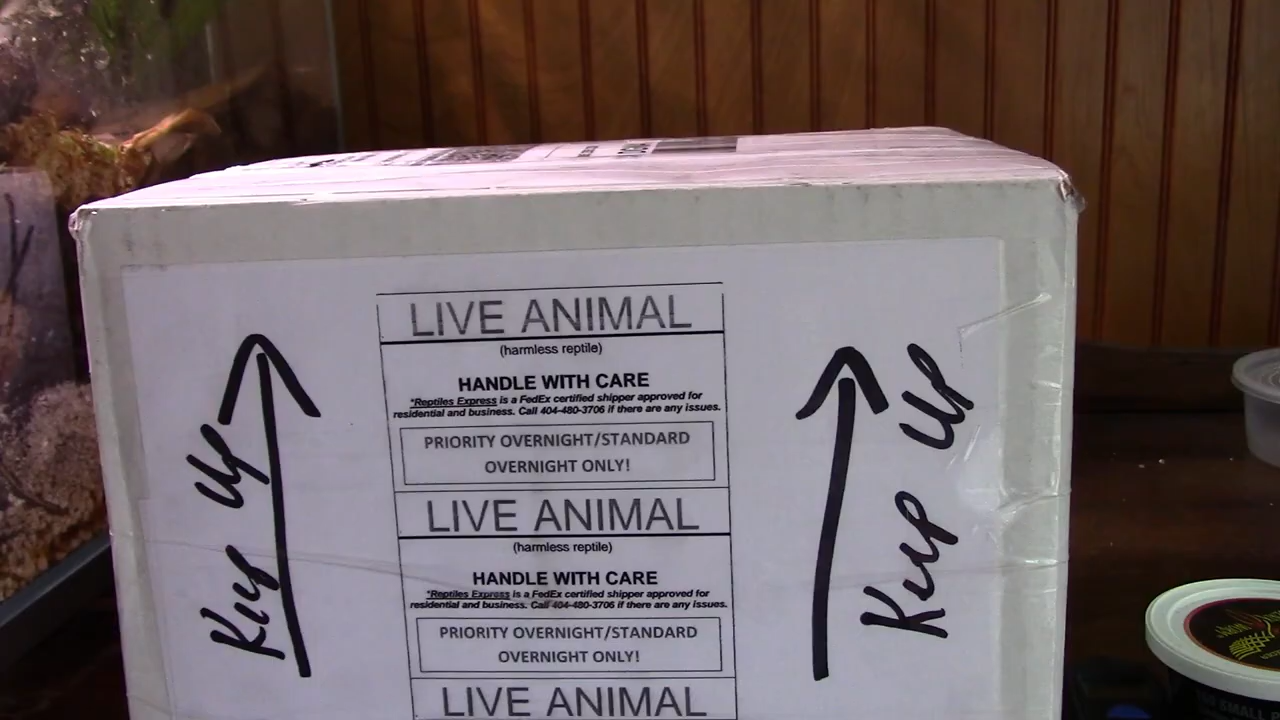 LIVE ANIMAL
(harmless reptile)
HANDLE WITH CARE
*Reptiles Express is a FedEx certified shipper approved for
residential and business. Call 404-480-3706 if there are any issues.
PRIORITY OVERNIGHT/STANDARD
OVERNIGHT ONLY!
LIVE ANIMAL
(harmless reptile)
HANDLE WITH CARE
*Reptiles Express is a FedEx certified shipper approved for
residential and business. Call 404-480-3706 if there are any issues.
PRIORITY OVERNIGHT/STANDARD
OVERNIGHT ONLY!
LIVE ANIMAL
Keep Up
Keep Up
SMALL